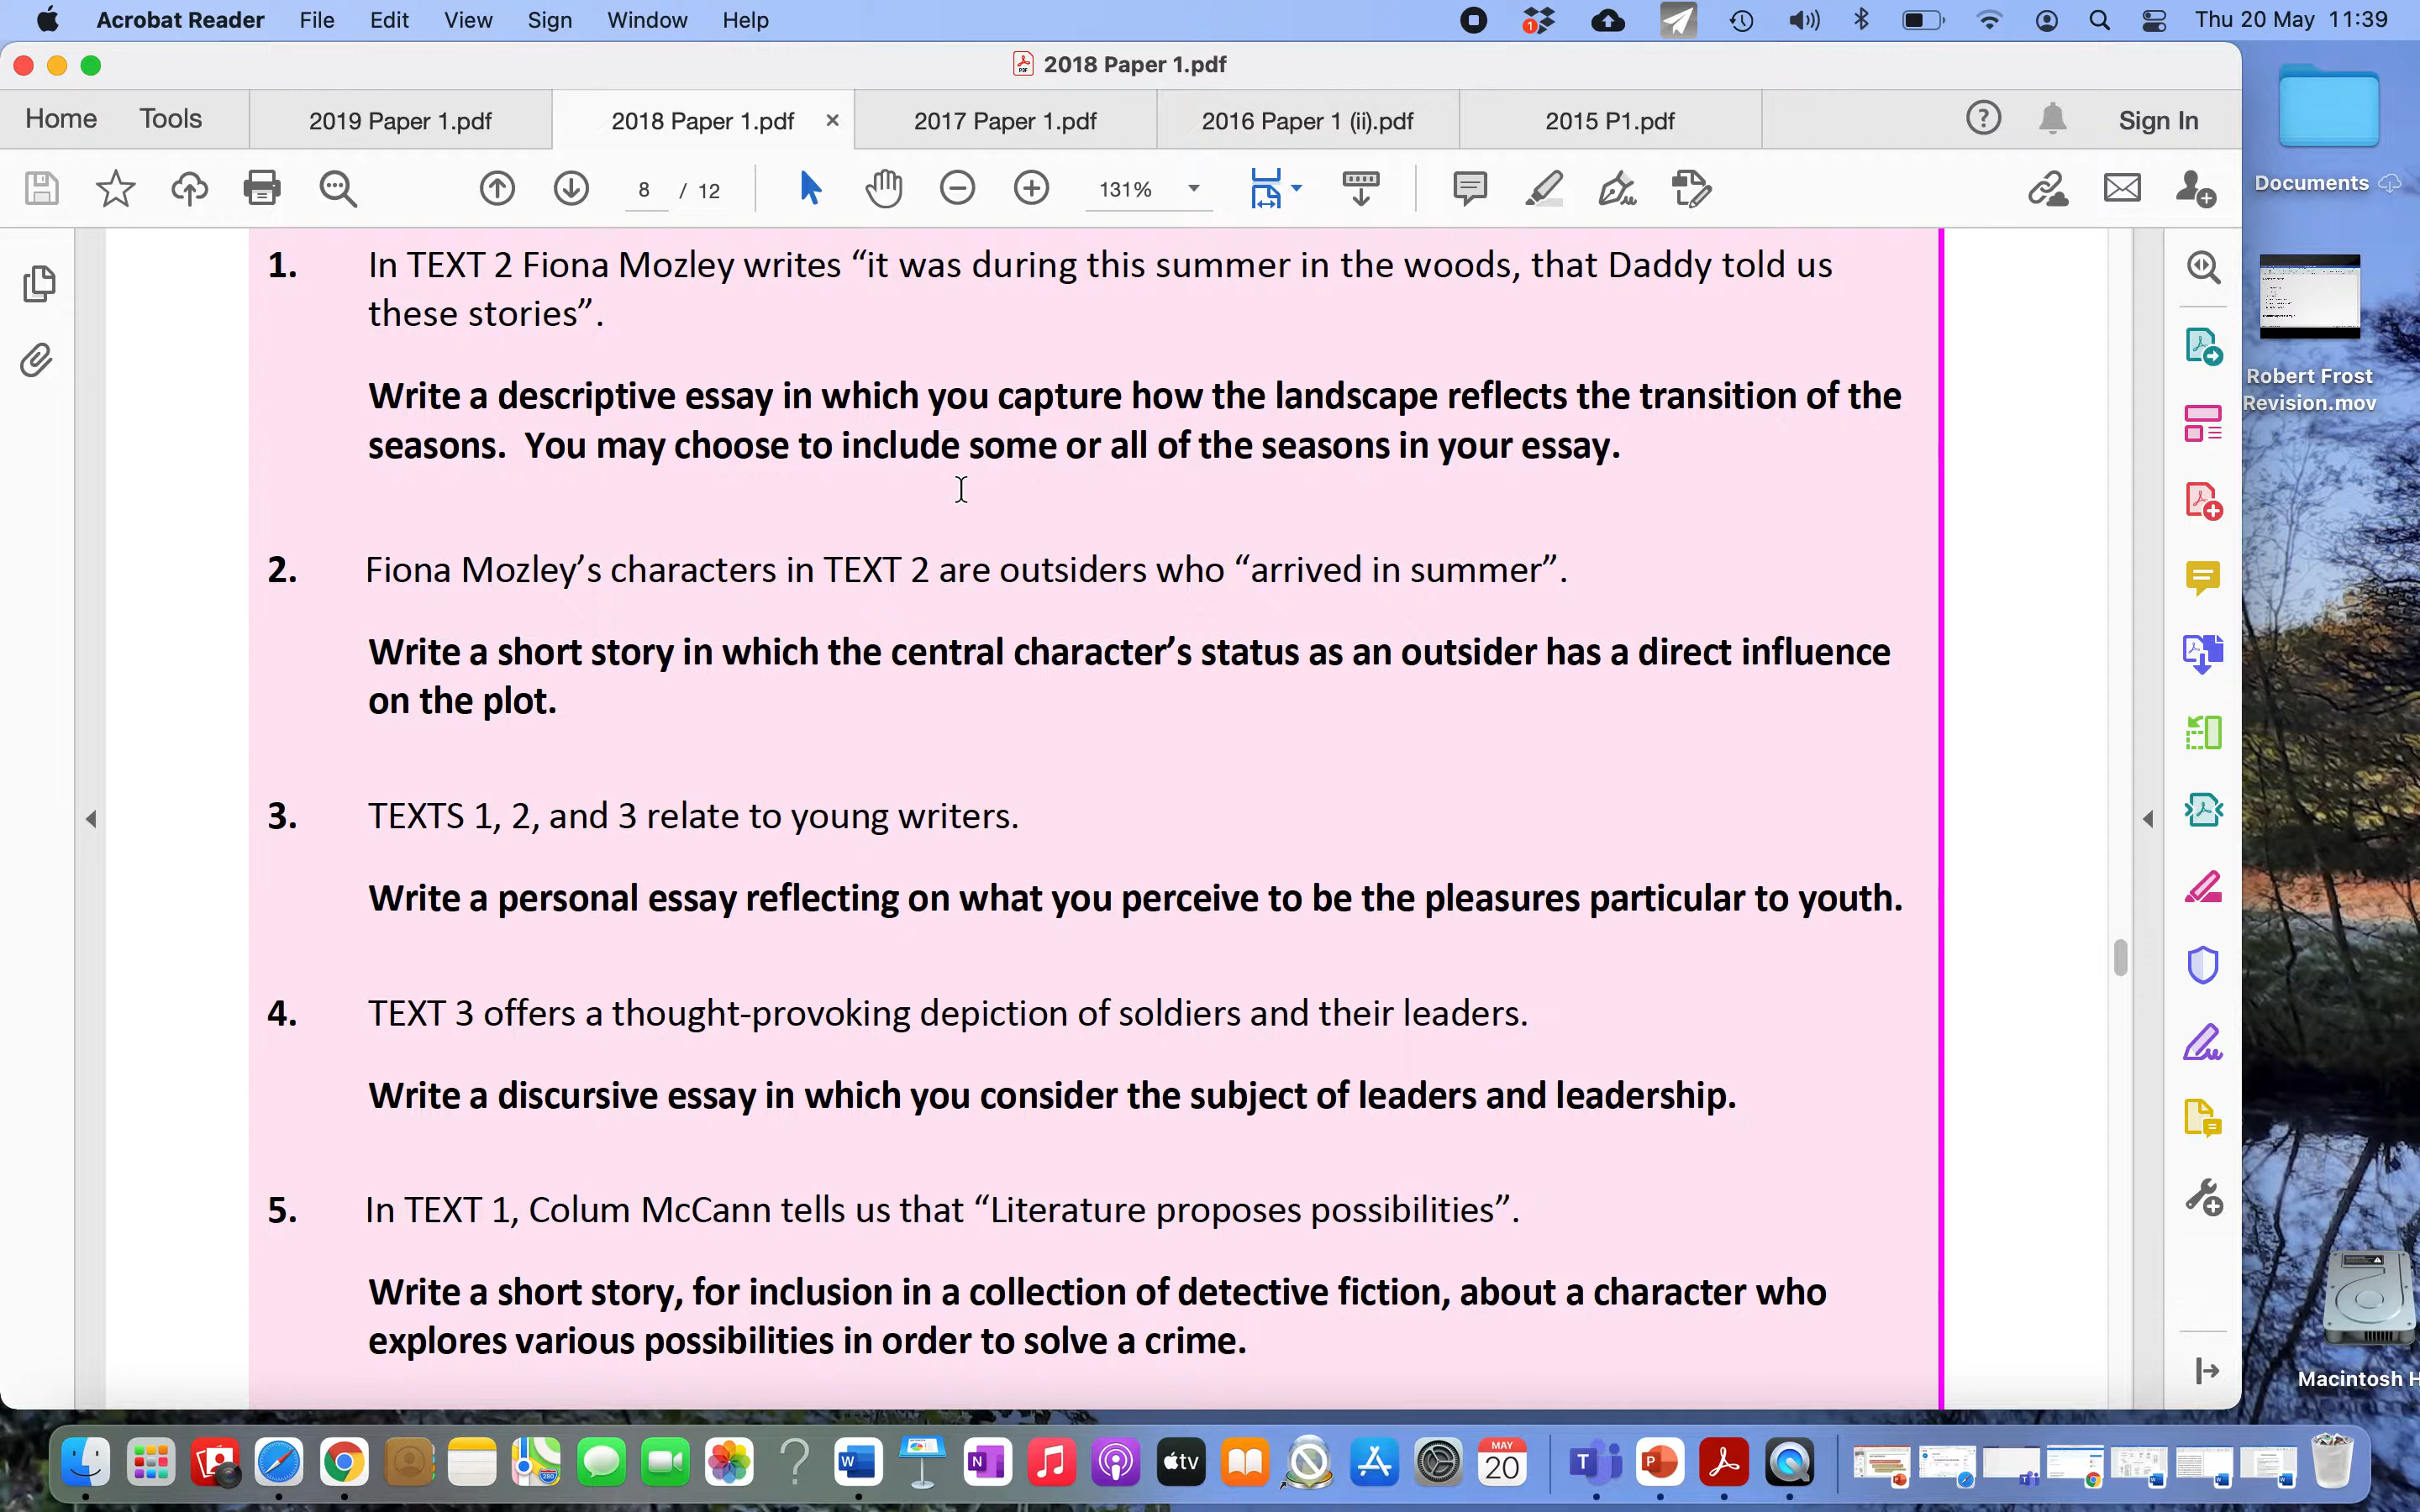 Acrobat Reader File Edit View Sign Window Help
1
Thu 20 May 11:39
2018 Paper 1.pdf
Home Tools 2019 Paper 1.pdf 2018 Paper 1.pdf × 2017 Paper 1.pdf 2016 Paper 1 (ii).pdf 2015 P1.pdf Sign In
8 / 12 131%
Documents
Robert Frost
Revision.mov
1. In TEXT 2 Fiona Mozley writes “it was during this summer in the woods, that Daddy told us
these stories”.
Write a descriptive essay in which you capture how the landscape reflects the transition of the
seasons. You may choose to include some or all of the seasons in your essay.
2. Fiona Mozley’s characters in TEXT 2 are outsiders who “arrived in summer”.
Write a short story in which the central character’s status as an outsider has a direct influence
on the plot.
3. TEXTS 1, 2, and 3 relate to young writers.
Write a personal essay reflecting on what you perceive to be the pleasures particular to youth.
4. TEXT 3 offers a thought-provoking depiction of soldiers and their leaders.
Write a discursive essay in which you consider the subject of leaders and leadership.
5. In TEXT 1, Colum McCann tells us that “Literature proposes possibilities”.
Write a short story, for inclusion in a collection of detective fiction, about a character who
explores various possibilities in order to solve a crime.
Macintosh H
W
N
tv
MAY
20
T
P